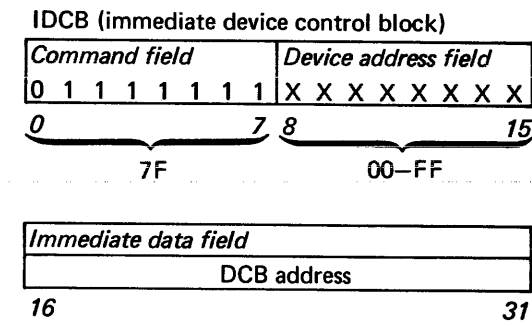 IDCB (immediate device control block)
Command field Device address field
0 1 1 1 1 1 1 1 X X X X X X X X
0 7 8 15
7F 00–FF
Immediate data field
DCB address
16 31